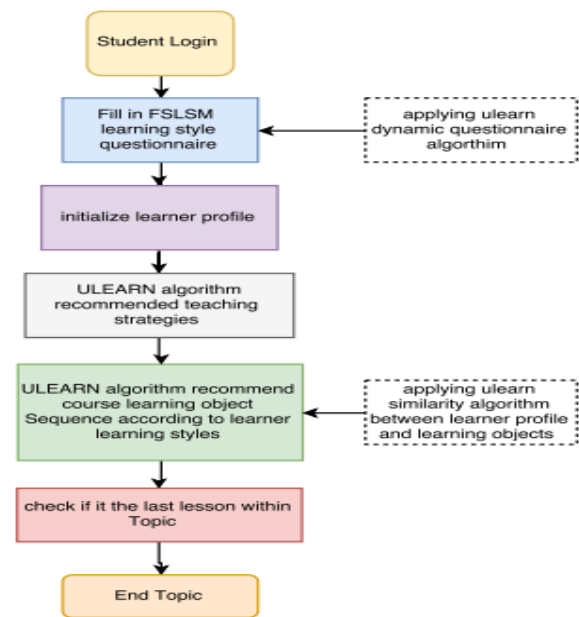 Student Login
Fill in FSLSM
learning style
questionnaire
applying ulearn
dynamic questionnaire
algorthim
initialize learner profile
ULEARN algorithm
recommended teaching
strategies
ULEARN algorithm recommend
course learning object
Sequence according to learner
learning styles
applying ulearn
similarity algorithm
between learner profile
and learning objects
check if it the last lesson within
Topic
End Topic